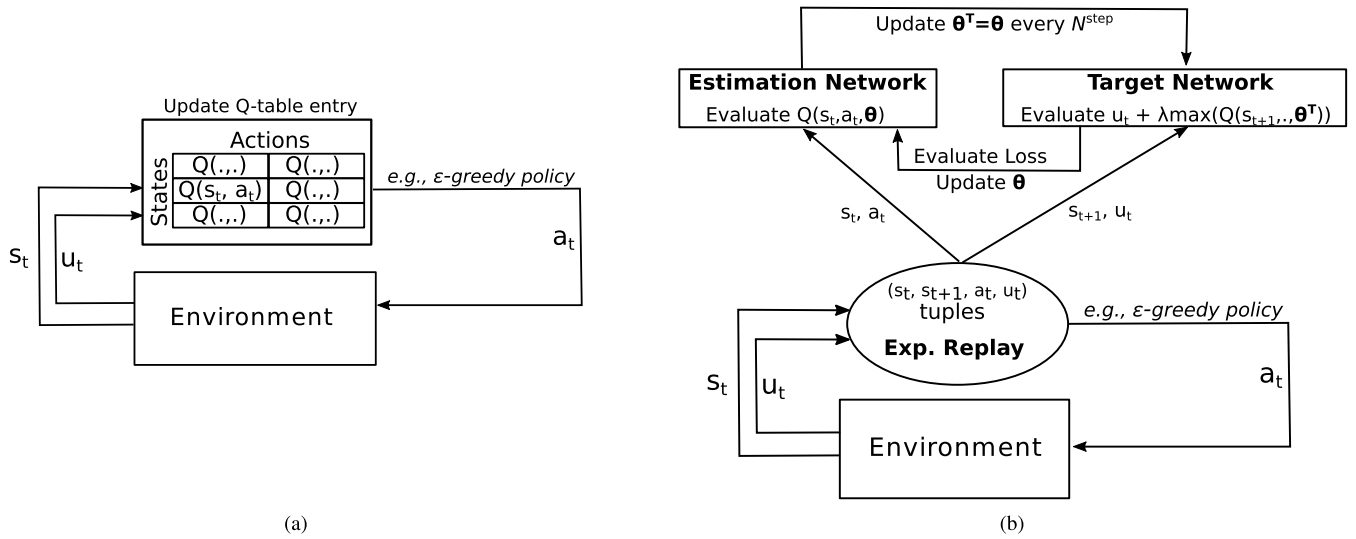 Update Q-table entry
Actions
States
Q(.,.) Q(.,.)
Q(sₜ, aₜ) Q(.,.)
Q(.,.) Q(.,.)
e.g., ε-greedy policy
sₜ
uₜ
aₜ
Environment
(a)
Update θᵀ=θ every Nˢᵗᵉᵖ
Estimation Network
Evaluate Q(sₜ,aₜ,θ)
Target Network
Evaluate uₜ + λmax(Q(sₜ₊₁,.,θᵀ))
Evaluate Loss
Update θ
sₜ, aₜ
sₜ₊₁, uₜ
(sₜ, sₜ₊₁, aₜ, uₜ)
tuples
Exp. Replay
e.g., ε-greedy policy
sₜ
uₜ
aₜ
Environment
(b)